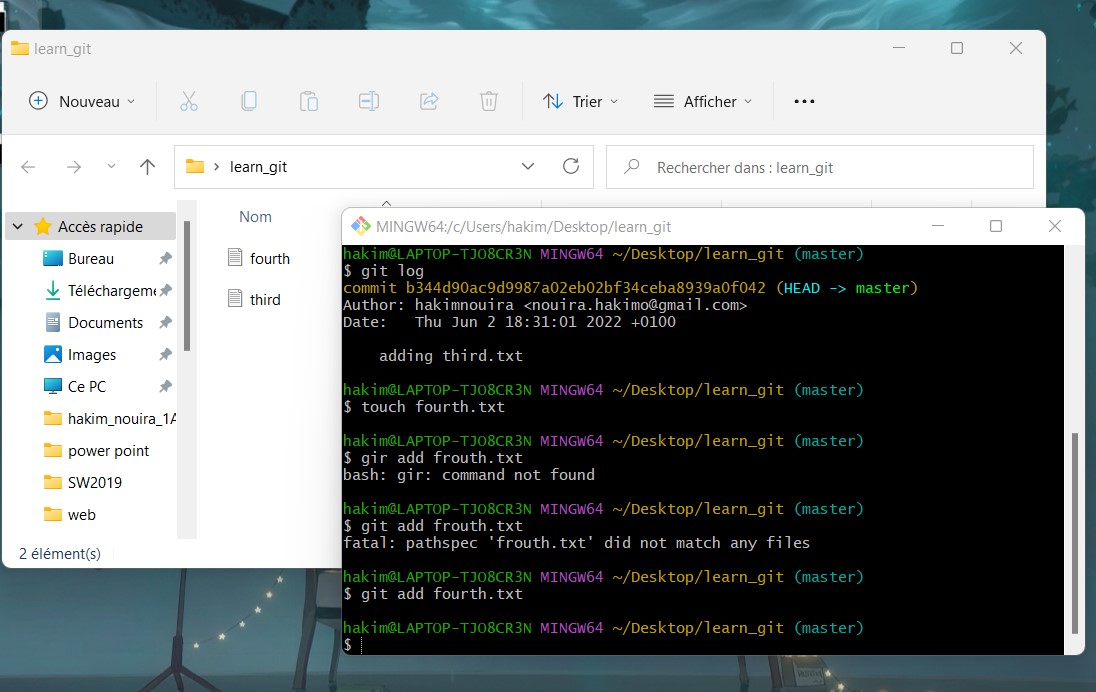 learn_git
Nouveau
Trier
Afficher
learn_git
Rechercher dans : learn_git
Accès rapide
Bureau
Téléchargeme
Documents
Images
Ce PC
hakim_nouira_1A
power point
SW2019
web
Nom
fourth
third
2 élément(s)
MINGW64:/c/Users/hakim/Desktop/learn_git
hakim@LAPTOP-TJO8CR3N MINGW64 ~/Desktop/learn_git (master)
$ git log
commit b344d90ac9d9987a02eb02bf34ceba8939a0f042 (HEAD -> master)
Author: hakimnouira <nouira.hakimo@gmail.com>
Date:   Thu Jun 2 18:31:01 2022 +0100
adding third.txt
hakim@LAPTOP-TJO8CR3N MINGW64 ~/Desktop/learn_git (master)
$ touch fourth.txt
hakim@LAPTOP-TJO8CR3N MINGW64 ~/Desktop/learn_git (master)
$ gir add frouth.txt
bash: gir: command not found
hakim@LAPTOP-TJO8CR3N MINGW64 ~/Desktop/learn_git (master)
$ git add frouth.txt
fatal: pathspec 'frouth.txt' did not match any files
hakim@LAPTOP-TJO8CR3N MINGW64 ~/Desktop/learn_git (master)
$ git add fourth.txt
hakim@LAPTOP-TJO8CR3N MINGW64 ~/Desktop/learn_git (master)
$